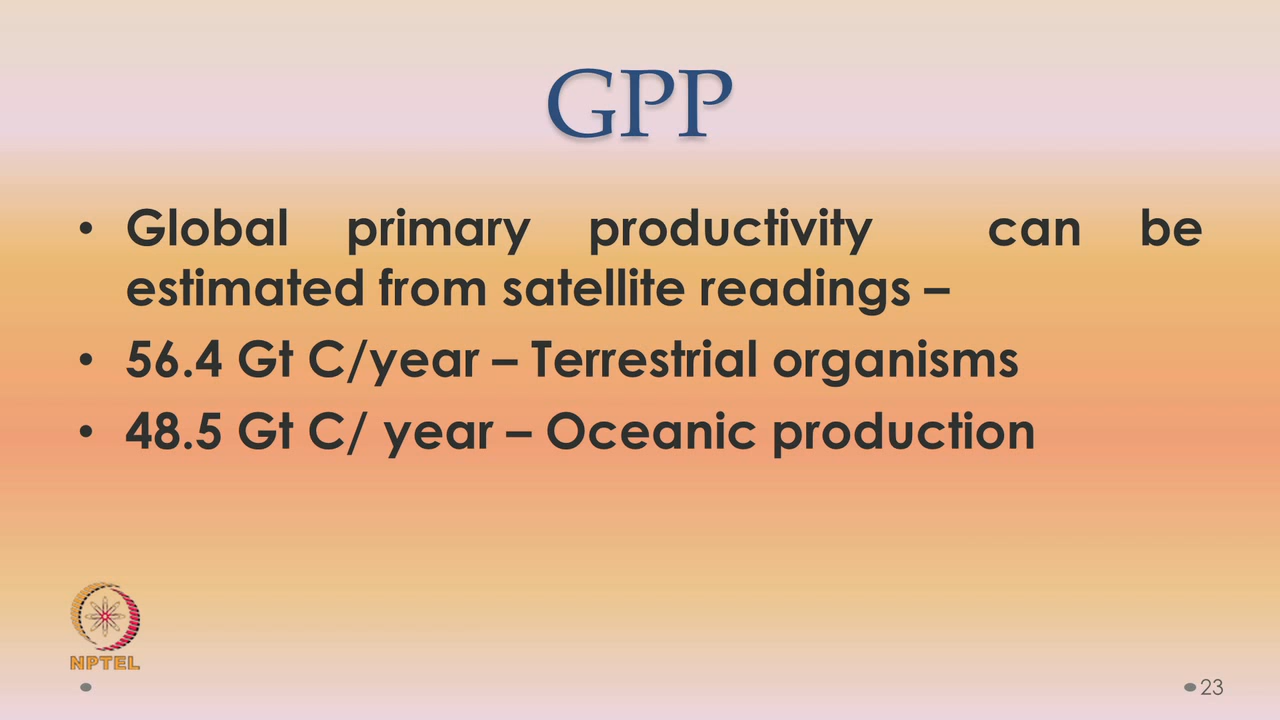 GPP
• Global primary productivity can be
estimated from satellite readings –
• 56.4 Gt C/year – Terrestrial organisms
• 48.5 Gt C/ year – Oceanic production
NPTEL
23